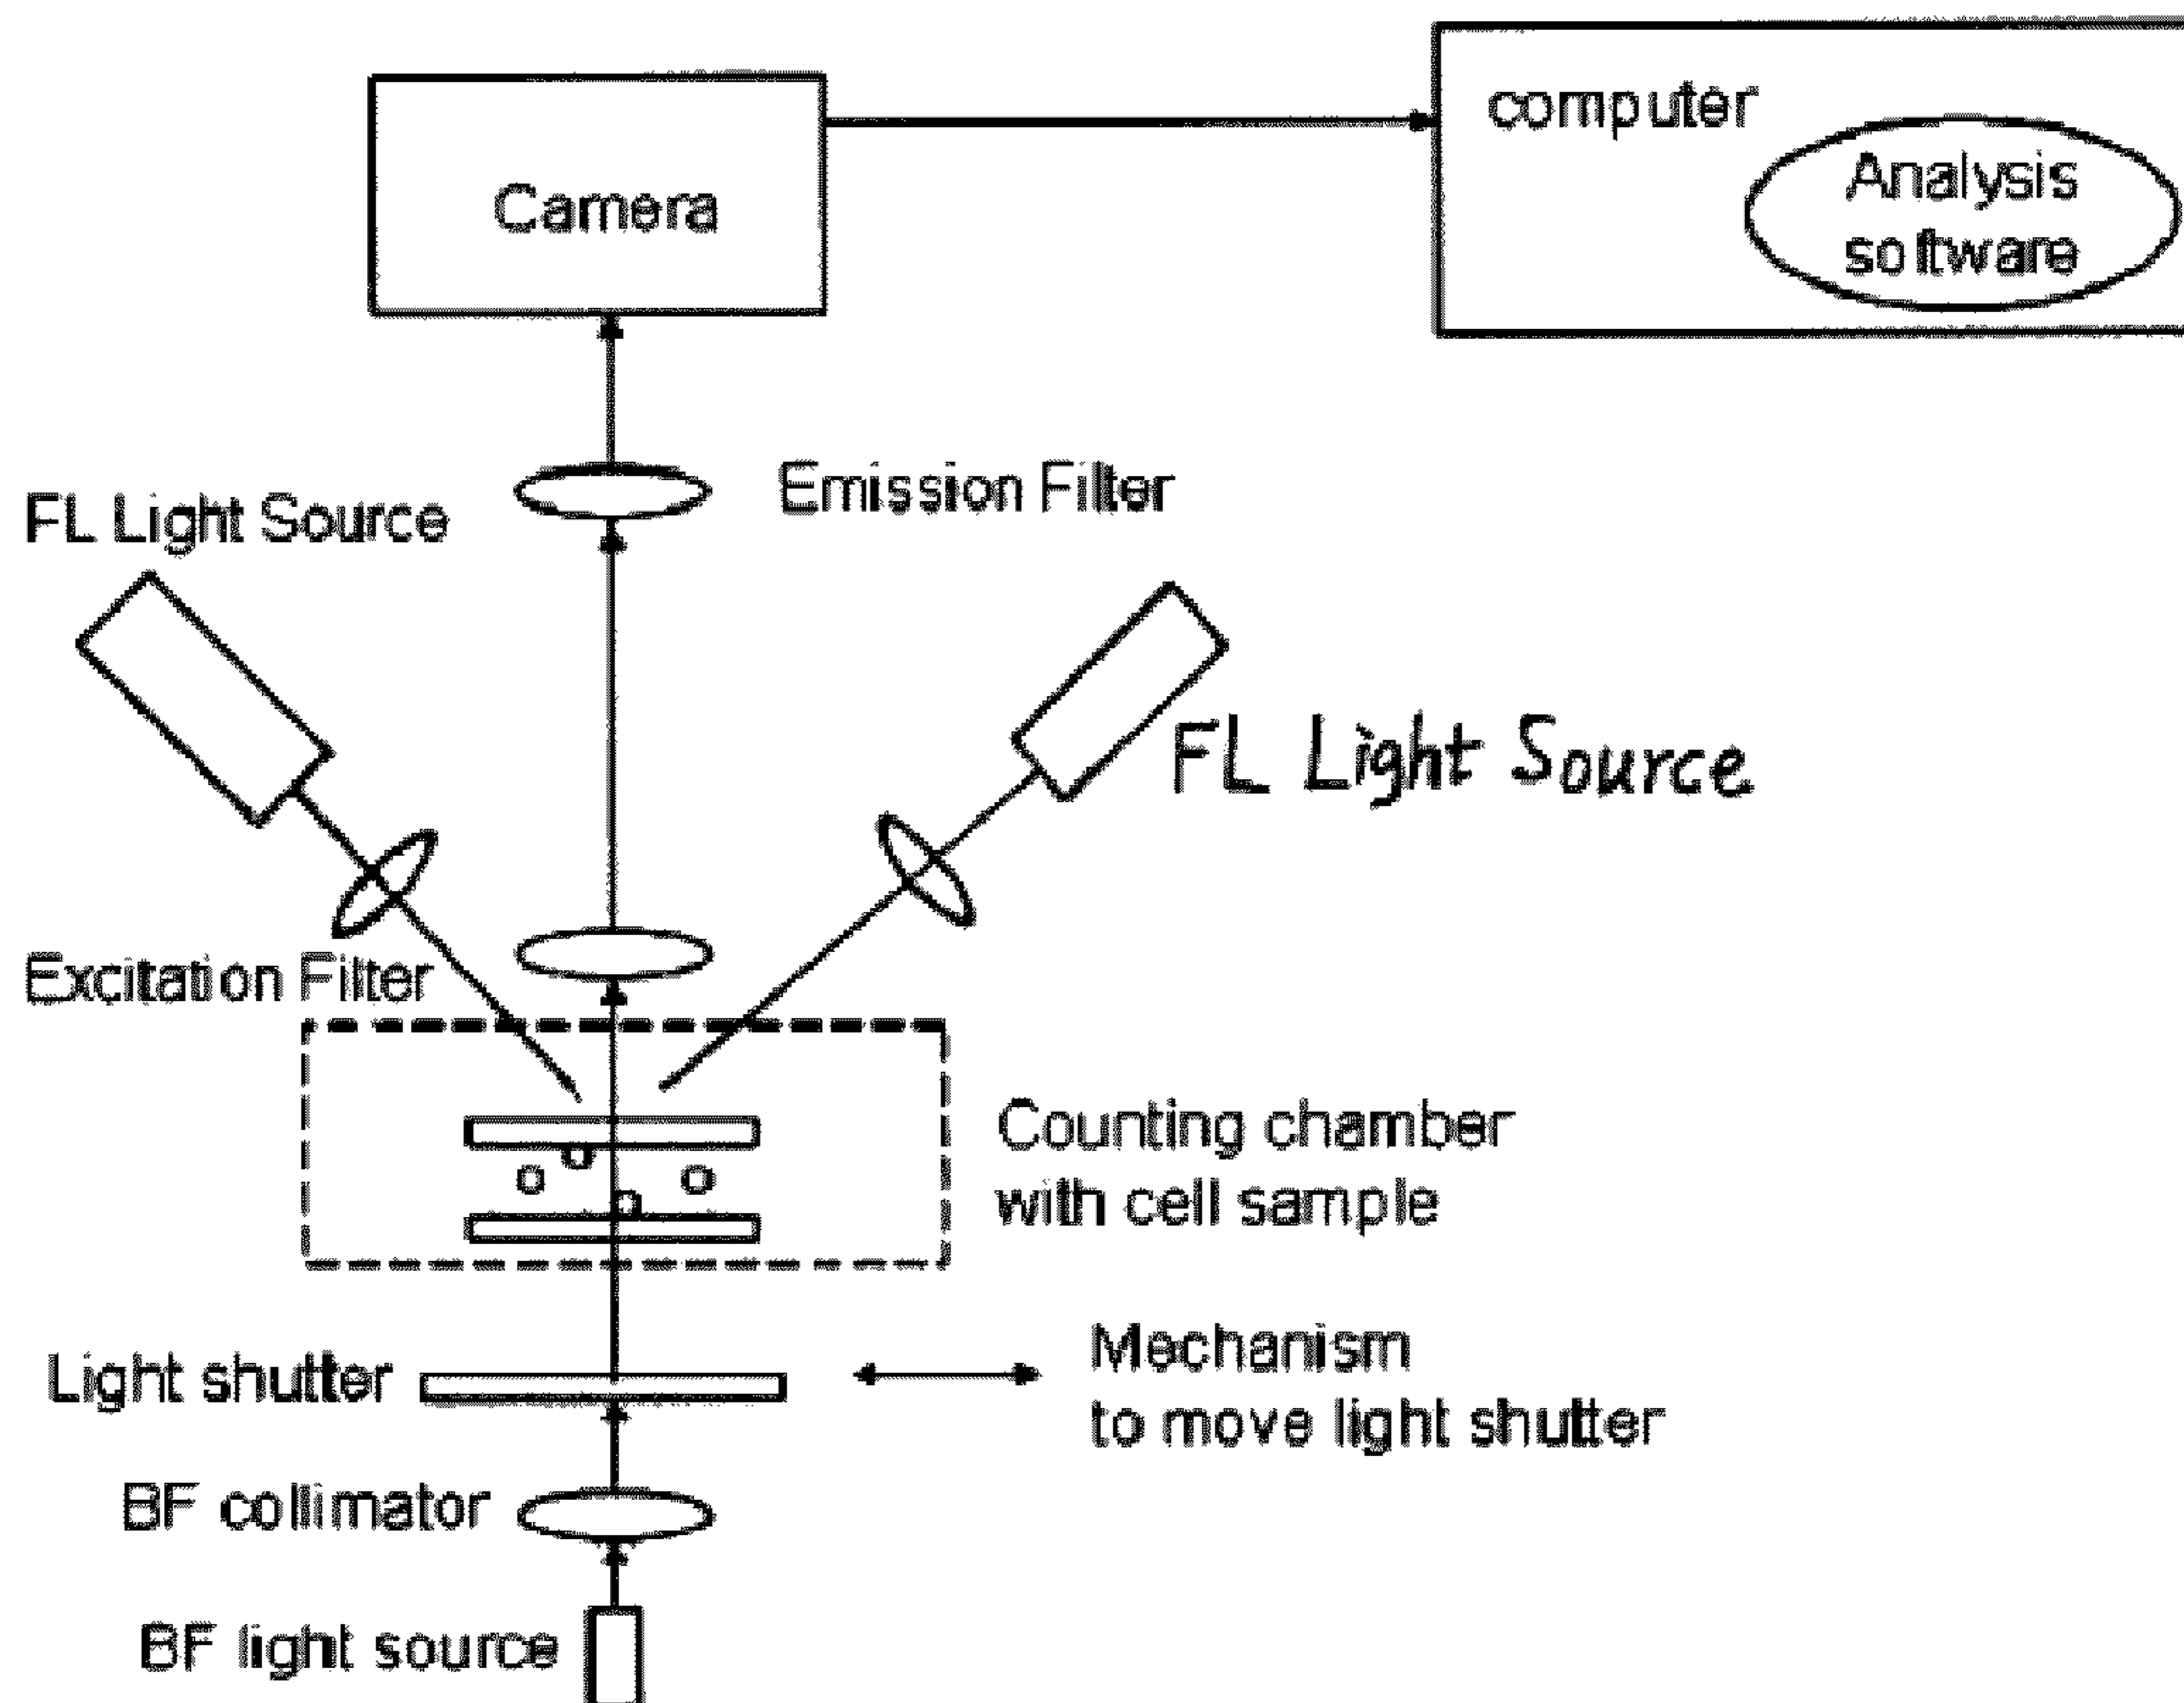 computer
Analysis
software
Camera
Emission Filter
FL Light Source
FL Light Source
Excitation Filter
Counting chamber
with cell sample
Light shutter
Mechanism
to move light shutter
BF collimator
BF light source